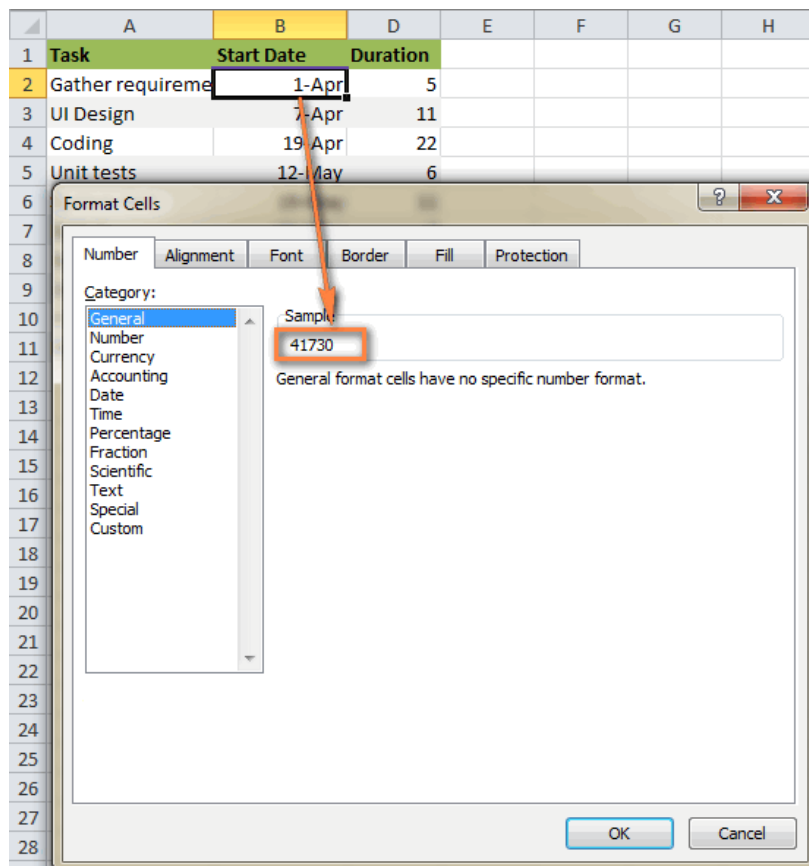 A B D E F G H
1 Task Start Date Duration
2 Gather requireme 1-Apr 5
3 UI Design 7-Apr 11
4 Coding 19-Apr 22
5 Unit tests 12-May 6
6 Format Cells ? X
7
8 Number Alignment Font Border Fill Protection
9 Category:
10 General Sample
Number
11 41730
Currency
12 Accounting General format cells have no specific number format.
Date
13 Time
14 Percentage
Fraction
15 Scientific
16 Text
Special
17 Custom
18
19
20
21
22
23
24
25
26
27 OK Cancel
28